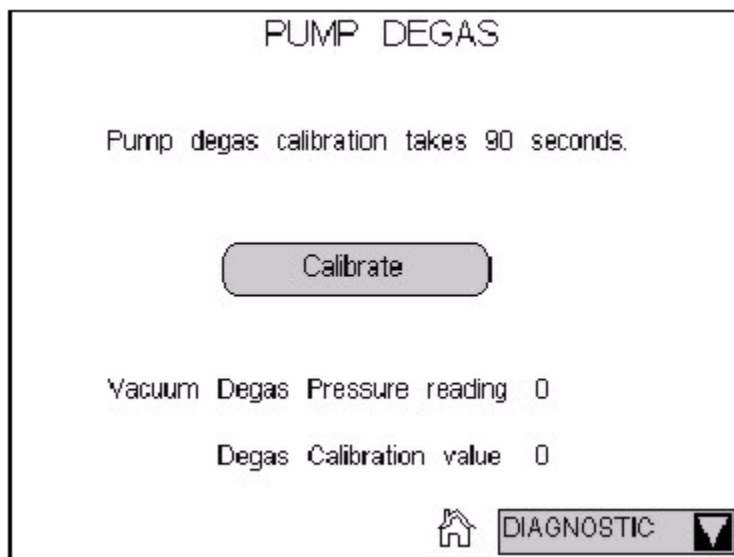 PUMP DEGAS
Pump degas calibration takes 90 seconds.
Calibrate
Vacuum Degas Pressure reading 0
Degas Calibration value 0
DIAGNOSTIC